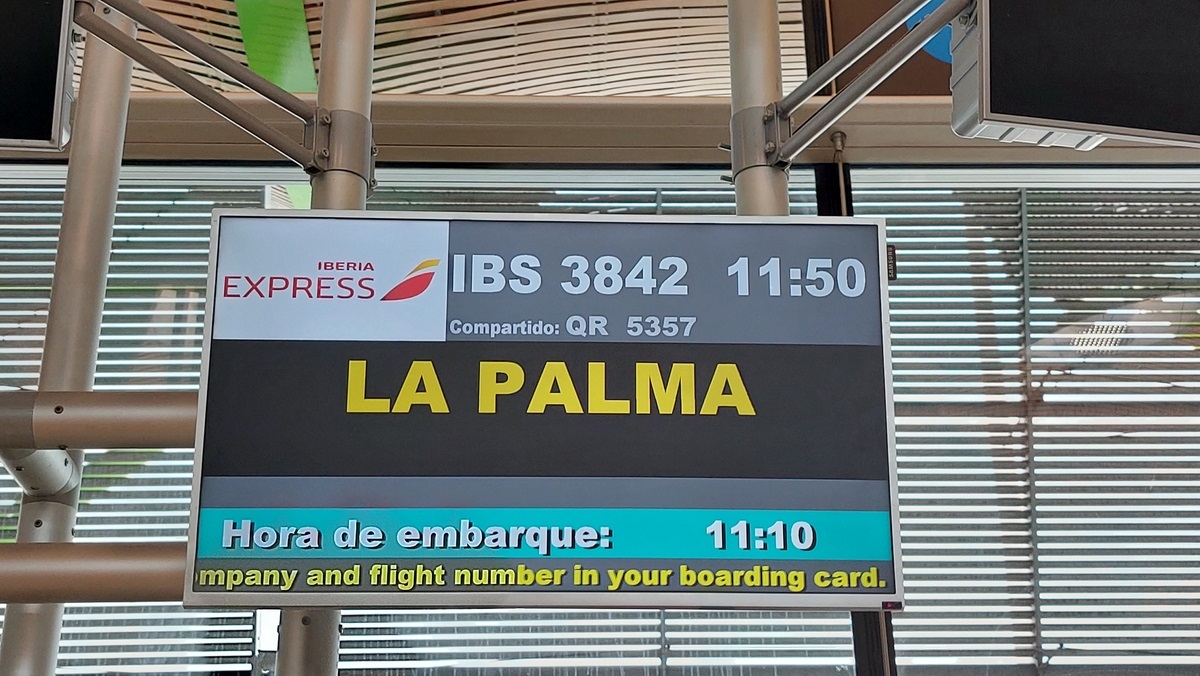 IBERIA
EXPRESS
IBS 3842 11:50
Compartido: QR 5357
LA PALMA
Hora de embarque: 11:10
mpany and flight number in your boarding card.
SAMSUNG